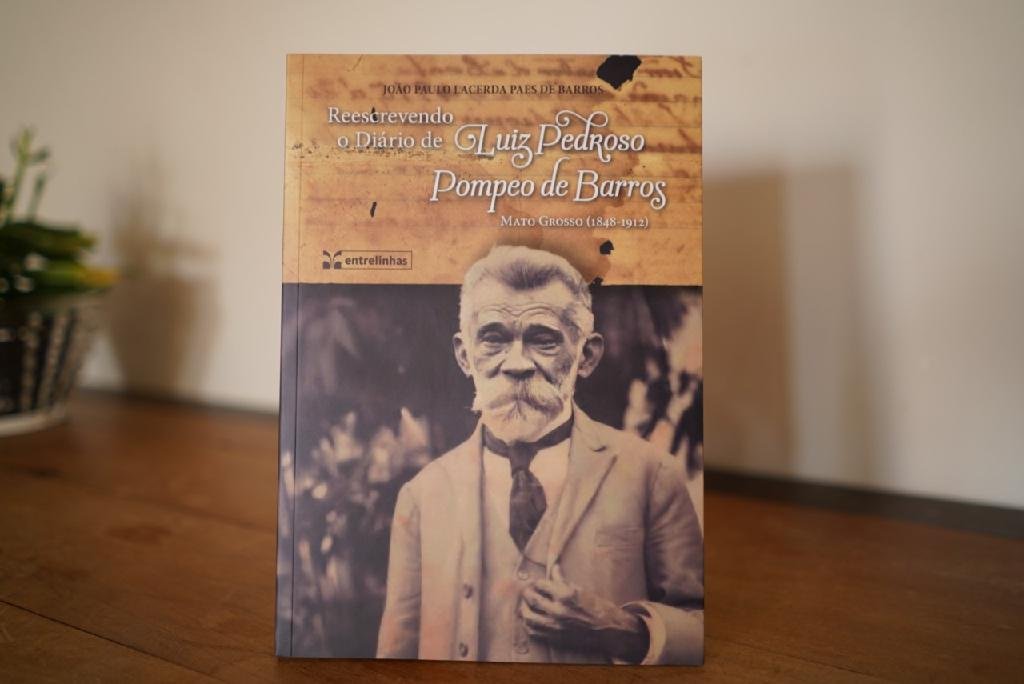 JOÃO PAULO LACERDA PAES DE BARROS
Reescrevendo
o Diário de Luiz Pedroso
Pompeo de Barros
Mato Grosso (1848-1912)
entrelinhas